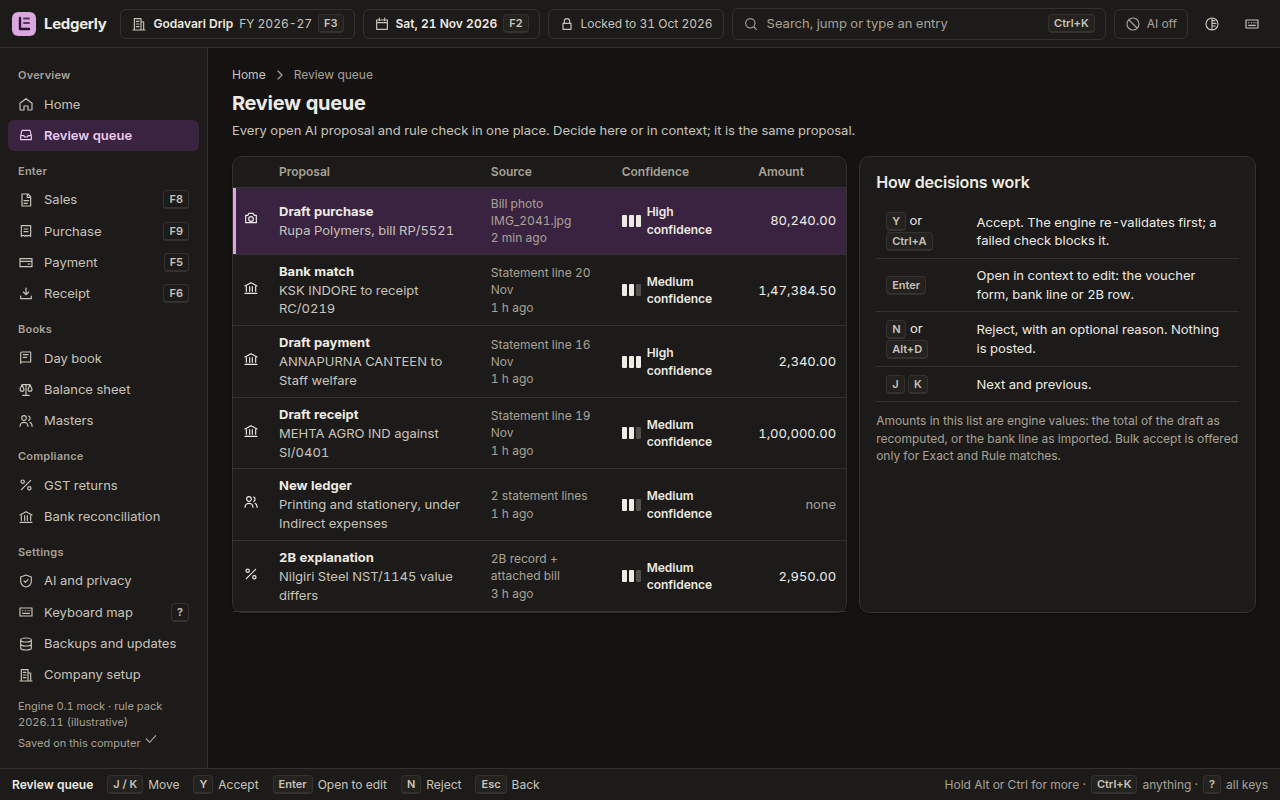 Ledgerly
Godavari Drip FY 2026-27 F3
Sat, 21 Nov 2026 F2
Locked to 31 Oct 2026
Search, jump or type an entry Ctrl+K
AI off
Overview
Home
Review queue
Enter
Sales F8
Purchase F9
Payment F5
Receipt F6
Books
Day book
Balance sheet
Masters
Compliance
GST returns
Bank reconciliation
Settings
AI and privacy
Keyboard map ?
Backups and updates
Company setup
Engine 0.1 mock · rule pack
2026.11 (illustrative)
Saved on this computer
Home > Review queue
Review queue
Every open AI proposal and rule check in one place. Decide here or in context; it is the same proposal.
Proposal Source Confidence Amount
Draft purchase
Rupa Polymers, bill RP/5521
Bill photo
IMG_2041.jpg
2 min ago
High
confidence
80,240.00
Bank match
KSK INDORE to receipt
RC/0219
Statement line 20
Nov
1 h ago
Medium
confidence
1,47,384.50
Draft payment
ANNAPURNA CANTEEN to
Staff welfare
Statement line 16
Nov
1 h ago
High
confidence
2,340.00
Draft receipt
MEHTA AGRO IND against
SI/0401
Statement line 19
Nov
1 h ago
Medium
confidence
1,00,000.00
New ledger
Printing and stationery, under
Indirect expenses
2 statement lines
1 h ago
Medium
confidence
none
2B explanation
Nilgiri Steel NST/1145 value
differs
2B record +
attached bill
3 h ago
Medium
confidence
2,950.00
How decisions work
Y or
Ctrl+A
Accept. The engine re-validates first; a
failed check blocks it.
Enter
Open in context to edit: the voucher
form, bank line or 2B row.
N or
Alt+D
Reject, with an optional reason. Nothing
is posted.
J K
Next and previous.
Amounts in this list are engine values: the total of the draft as
recomputed, or the bank line as imported. Bulk accept is offered
only for Exact and Rule matches.
Review queue J / K Move Y Accept Enter Open to edit N Reject Esc Back
Hold Alt or Ctrl for more · Ctrl+K anything · ? all keys